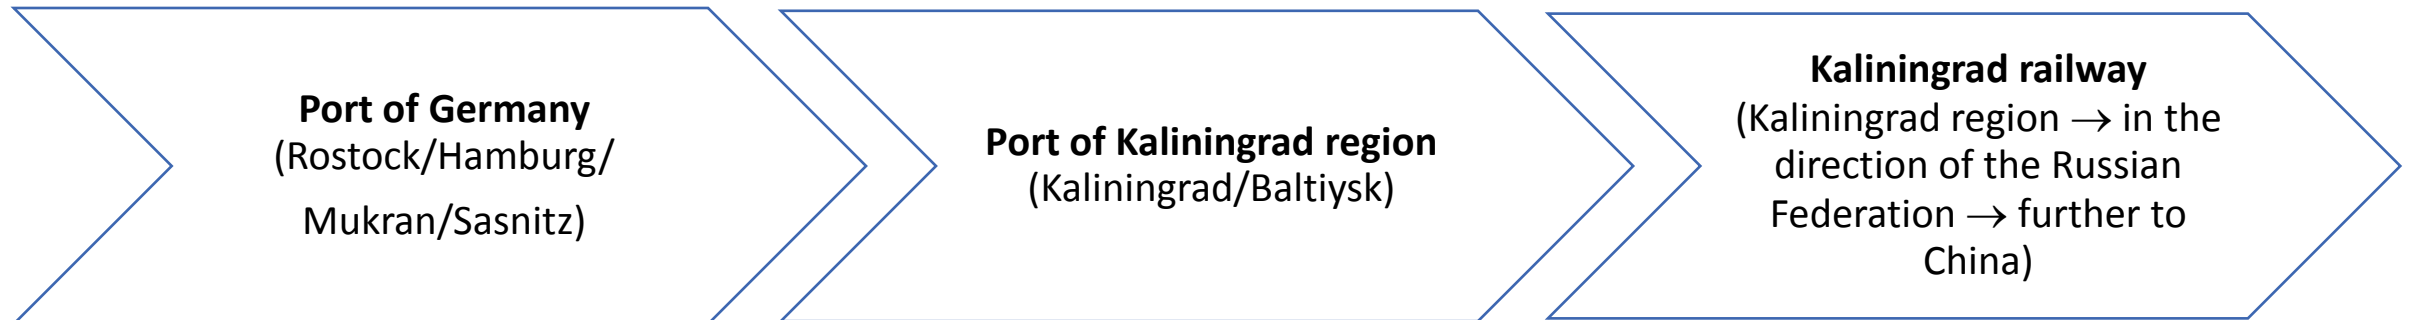 Port of Germany
(Rostock/Hamburg/
Mukran/Sasnitz)
Port of Kaliningrad region
(Kaliningrad/Baltiysk)
Kaliningrad railway
(Kaliningrad region → in the
direction of the Russian
Federation → further to
China)